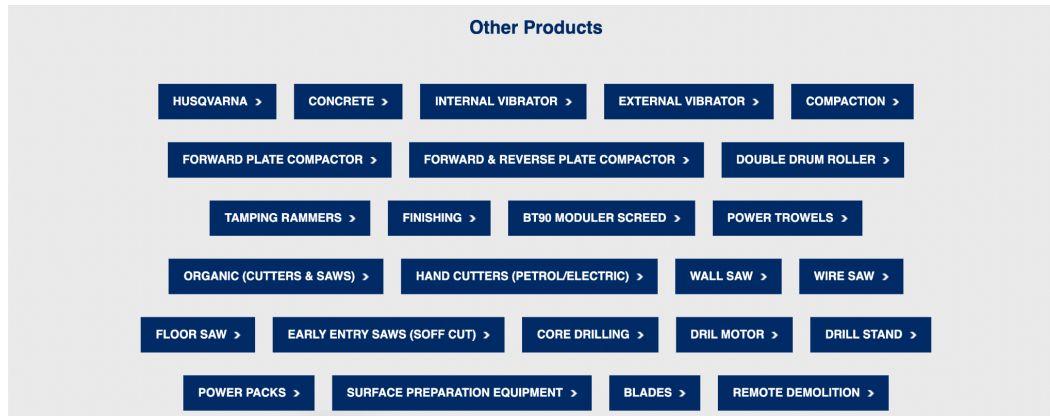 Other Products
HUSQVARNA > CONCRETE > INTERNAL VIBRATOR > EXTERNAL VIBRATOR > COMPACTION >
FORWARD PLATE COMPACTOR > FORWARD & REVERSE PLATE COMPACTOR > DOUBLE DRUM ROLLER >
TAMPING RAMMERS > FINISHING > BT90 MODULER SCREED > POWER TROWELS >
ORGANIC (CUTTERS & SAWS) > HAND CUTTERS (PETROL/ELECTRIC) > WALL SAW > WIRE SAW >
FLOOR SAW > EARLY ENTRY SAWS (SOFF CUT) > CORE DRILLING > DRIL MOTOR > DRILL STAND >
POWER PACKS > SURFACE PREPARATION EQUIPMENT > BLADES > REMOTE DEMOLITION >